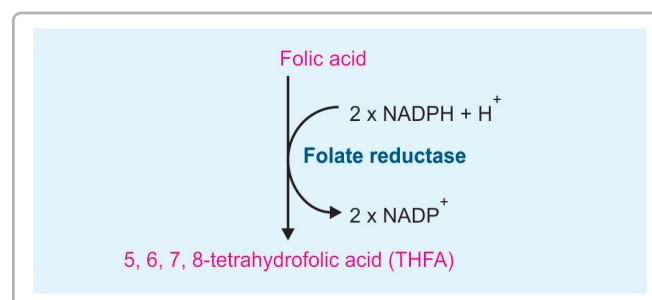 Folic acid
2 x NADPH + H⁺
Folate reductase
2 x NADP⁺
5, 6, 7, 8-tetrahydrofolic acid (THFA)